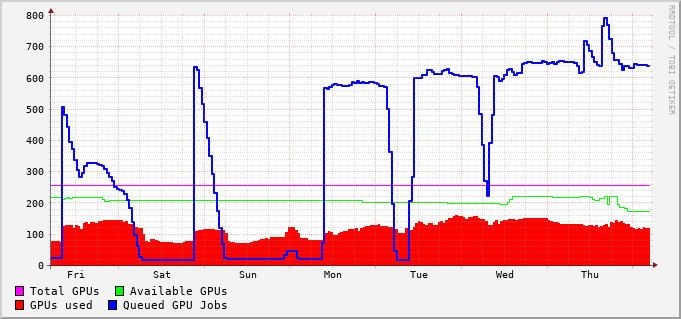 800
700
600
500
400
300
200
100
0
Fri Sat Sun Mon Tue Wed Thu
Total GPUs Available GPUs
GPUs used Queued GPU Jobs
RRDTOOL / TOBI OETIKER